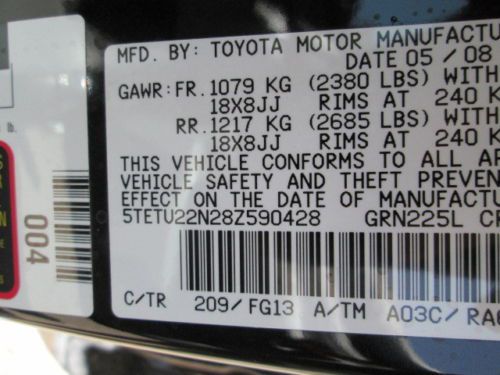 MFD. BY: TOYOTA MOTOR MANUFACTU
DATE 05 / 08
GAWR: FR. 1079 KG (2380 LBS) WITH
18X8JJ RIMS AT 240 K
RR. 1217 KG (2685 LBS) WITH
18X8JJ RIMS AT 240 K
THIS VEHICLE CONFORMS TO ALL A
VEHICLE SAFETY AND THEFT PREVEN
EFFECT ON THE DATE OF MANUFACTU
5TETU22N28Z590428 GRN225L C
C/TR 209/FG13 A/TM A03C/RA
lb.
004